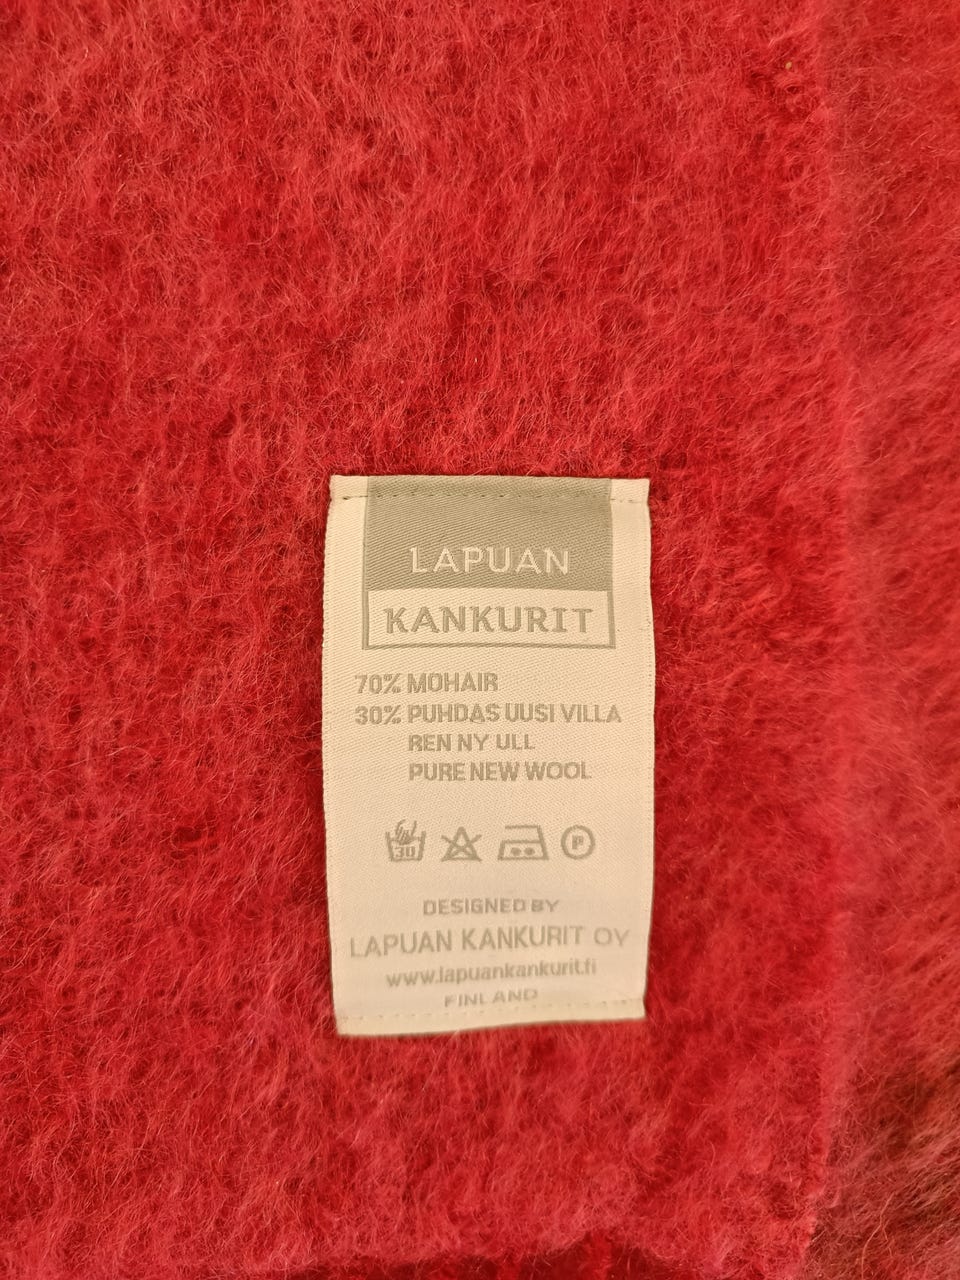 LAPUAN
KANKURIT
70% MOHAIR
30% PUHDAS UUSI VILLA
REN NY ULL
PURE NEW WOOL
30
P
DESIGNED BY
LAPUAN KANKURIT OY
www.lapuankankurit.fi
FINLAND